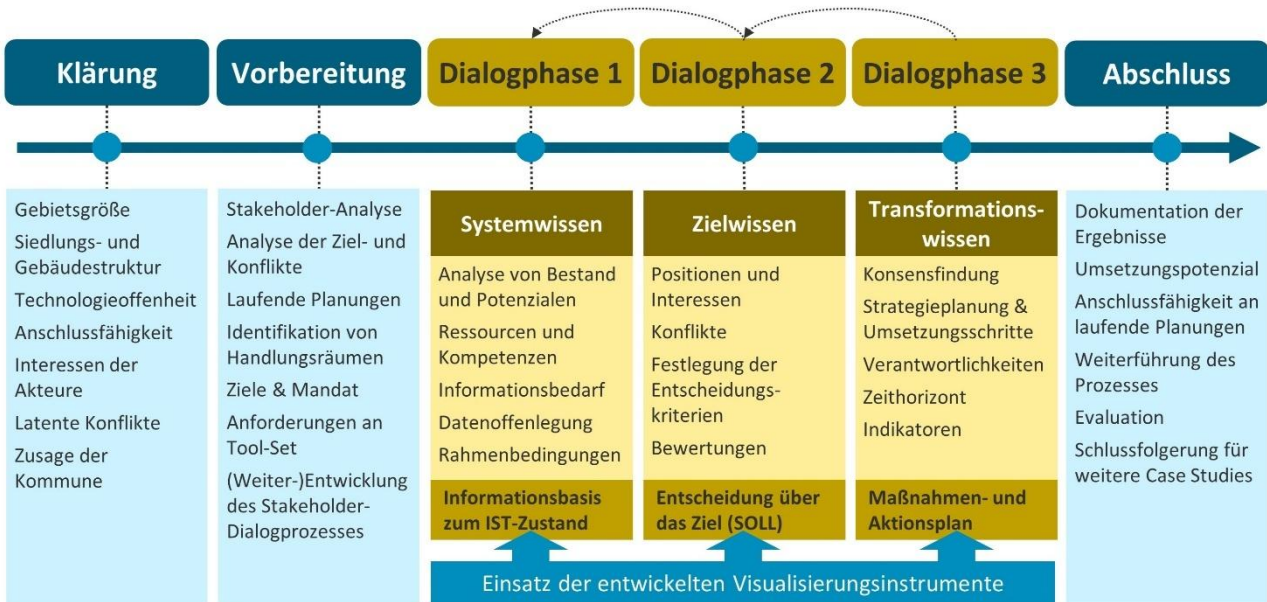 Klärung
Vorbereitung
Dialogphase 1
Dialogphase 2
Dialogphase 3
Abschluss
Gebietsgröße
Siedlungs- und
Gebäudestruktur
Technologieoffenheit
Anschlussfähigkeit
Interessen der
Akteure
Latente Konflikte
Zusage der
Kommune
Stakeholder-Analyse
Analyse der Ziel- und
Konflikte
Laufende Planungen
Identifikation von
Handlungsräumen
Ziele & Mandat
Anforderungen an
Tool-Set
(Weiter-)Entwicklung
des Stakeholder-
Dialogprozesses
Systemwissen
Analyse von Bestand
und Potenzialen
Ressourcen und
Kompetenzen
Informationsbedarf
Datenoffenlegung
Rahmenbedingungen
Informationsbasis
zum IST-Zustand
Zielwissen
Positionen und
Interessen
Konflikte
Festlegung der
Entscheidungs-
kriterien
Bewertungen
Entscheidung über
das Ziel (SOLL)
Transformations-
wissen
Konsensfindung
Strategieplanung &
Umsetzungsschritte
Verantwortlichkeiten
Zeithorizont
Indikatoren
Maßnahmen- und
Aktionsplan
Dokumentation der
Ergebnisse
Umsetzungspotenzial
Anschlussfähigkeit an
laufende Planungen
Weiterführung des
Prozesses
Evaluation
Schlussfolgerung für
weitere Case Studies
Einsatz der entwickelten Visualisierungsinstrumente